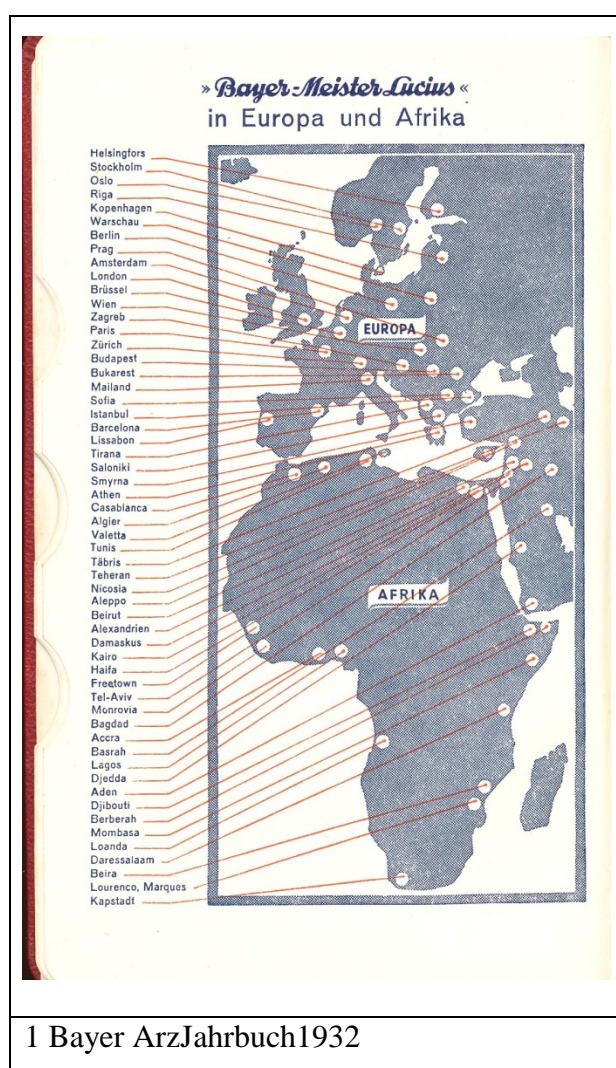 » Bayer-Meister Lucius «
in Europa und Afrika
Helsingfors
Stockholm
Oslo
Riga
Kopenhagen
Warschau
Berlin
Prag
Amsterdam
London
Brüssel
Wien
Zagreb
Paris
Zürich
Budapest
Bukarest
Mailand
Sofia
Istanbul
Barcelona
Lissabon
Tirana
Saloniki
Smyrna
Athen
Casablanca
Algier
Valetta
Tunis
Täbris
Teheran
Nicosia
Aleppo
Beirut
Alexandrien
Damaskus
Kairo
Haifa
Freetown
Tel-Aviv
Monrovia
Bagdad
Accra
Basrah
Lagos
Djedda
Aden
Djibouti
Berberah
Mombasa
Loanda
Daressalaam
Beira
Lourenco, Marques
Kapstadt
EUROPA
AFRIKA
1 Bayer ArzJahrbuch1932